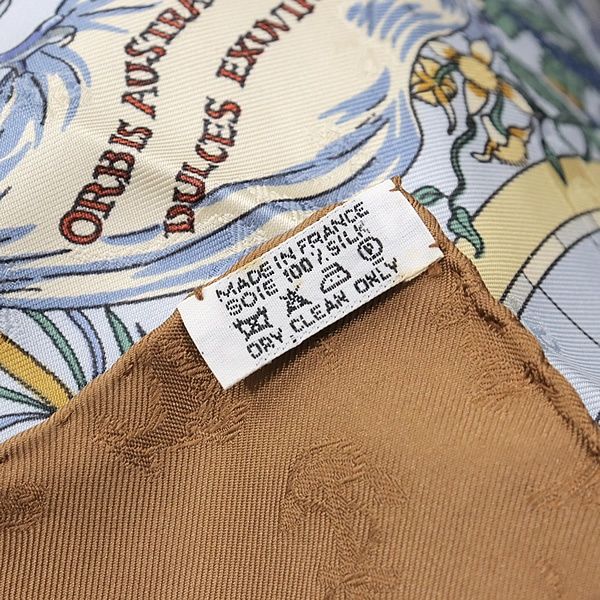 ORBIS AUSTRA
DULCES EXUVI
MADE IN FRANCE
SOIE 100% SILK
DRY CLEAN ONLY